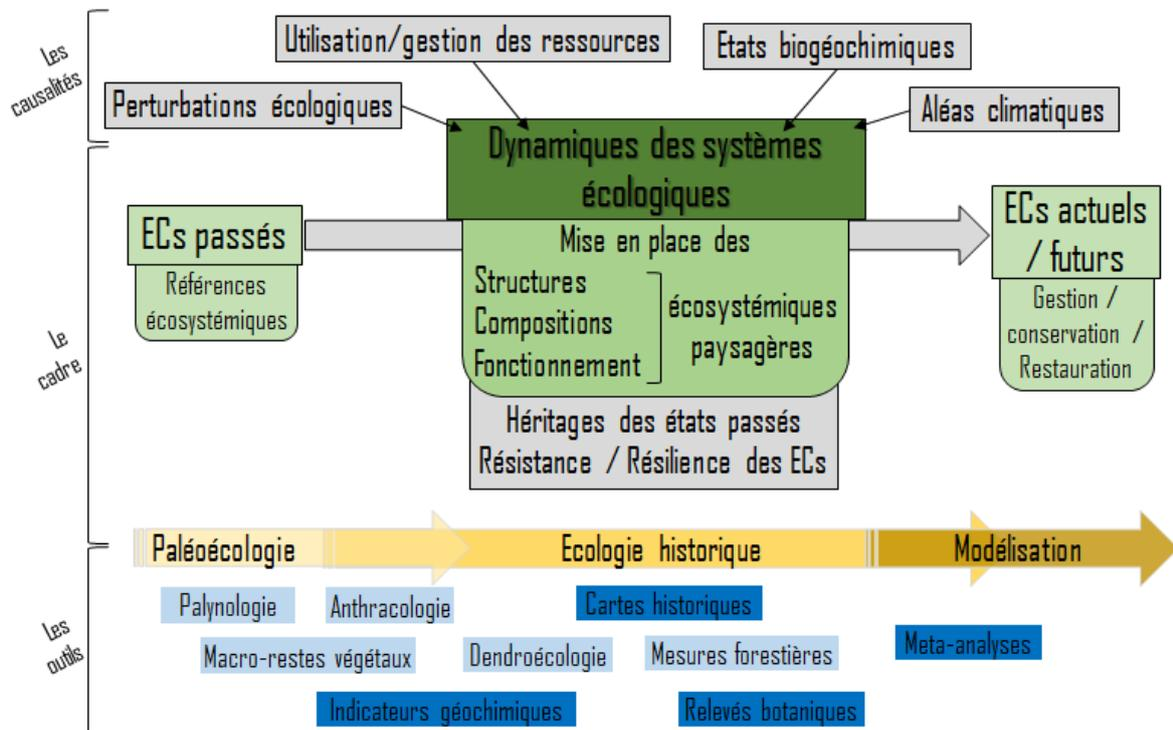 Les
causalités
Utilisation/gestion des ressources
Etats biogéochimiques
Perturbations écologiques
Aléas climatiques
Le
cadre
Dynamiques des systèmes
écologiques
ECs passés
Références
écosystémiques
Mise en place des
Structures
Compositions
Fonctionnement
écosystémiques
paysagères
Héritages des états passés
Résistance / Résilience des ECs
ECs actuels
/ futurs
Gestion /
conservation /
Restauration
Les
outils
Paléoécologie
Ecologie historique
Modélisation
Palynologie
Anthracologie
Cartes historiques
Macro-restes végétaux
Dendroécologie
Mesures forestières
Meta-analyses
Indicateurs géochimiques
Relevés botaniques